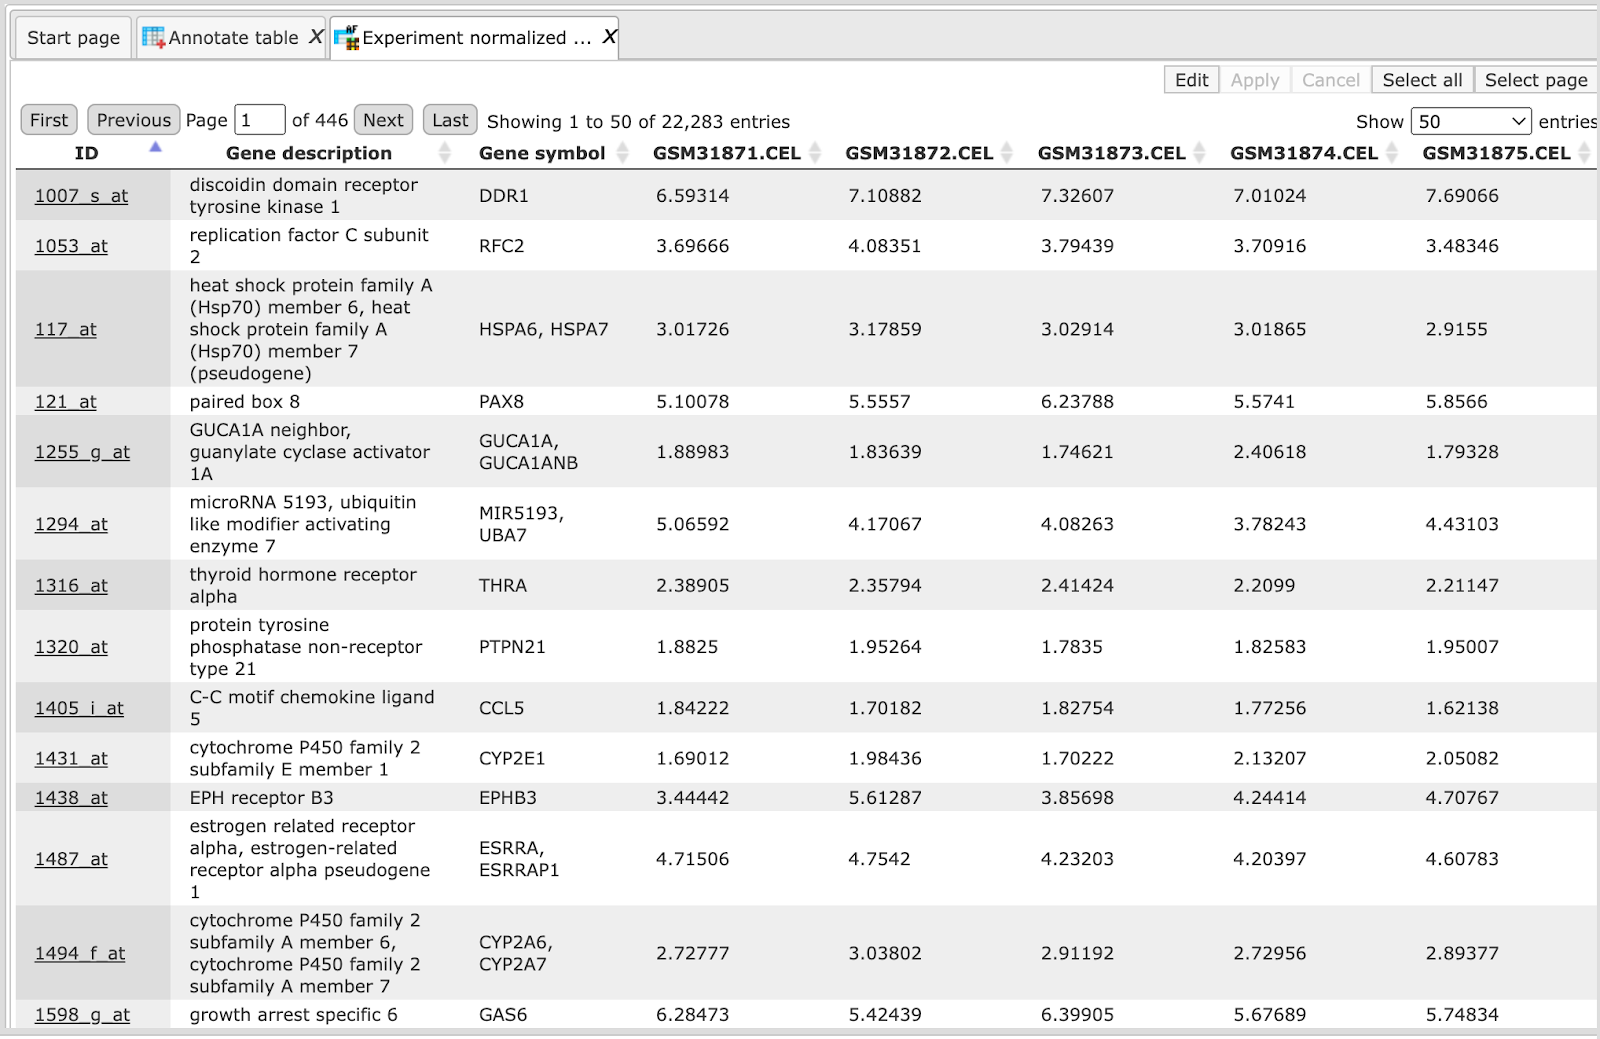 Start page Annotate table X Experiment normalized ... X
Edit Apply Cancel Select all Select page
First Previous Page 1 of 446 Next Last Showing 1 to 50 of 22,283 entries Show 50 entries
ID Gene description Gene symbol GSM31871.CEL GSM31872.CEL GSM31873.CEL GSM31874.CEL GSM31875.CEL
1007_s_at discoidin domain receptor tyrosine kinase 1 DDR1 6.59314 7.10882 7.32607 7.01024 7.69066
1053_at replication factor C subunit 2 RFC2 3.69666 4.08351 3.79439 3.70916 3.48346
117_at heat shock protein family A (Hsp70) member 6, heat shock protein family A (Hsp70) member 7 (pseudogene) HSPA6, HSPA7 3.01726 3.17859 3.02914 3.01865 2.9155
121_at paired box 8 PAX8 5.10078 5.5557 6.23788 5.5741 5.8566
1255_g_at GUCA1A neighbor, guanylate cyclase activator 1A GUCA1A, GUCA1ANB 1.88983 1.83639 1.74621 2.40618 1.79328
1294_at microRNA 5193, ubiquitin like modifier activating enzyme 7 MIR5193, UBA7 5.06592 4.17067 4.08263 3.78243 4.43103
1316_at thyroid hormone receptor alpha THRA 2.38905 2.35794 2.41424 2.2099 2.21147
1320_at protein tyrosine phosphatase non-receptor type 21 PTPN21 1.8825 1.95264 1.7835 1.82583 1.95007
1405_i_at C-C motif chemokine ligand 5 CCL5 1.84222 1.70182 1.82754 1.77256 1.62138
1431_at cytochrome P450 family 2 subfamily E member 1 CYP2E1 1.69012 1.98436 1.70222 2.13207 2.05082
1438_at EPH receptor B3 EPHB3 3.44442 5.61287 3.85698 4.24414 4.70767
1487_at estrogen related receptor alpha, estrogen-related receptor alpha pseudogene 1 ESRRA, ESRRAP1 4.71506 4.7542 4.23203 4.20397 4.60783
1494_f_at cytochrome P450 family 2 subfamily A member 6, cytochrome P450 family 2 subfamily A member 7 CYP2A6, CYP2A7 2.72777 3.03802 2.91192 2.72956 2.89377
1598_g_at growth arrest specific 6 GAS6 6.28473 5.42439 6.39905 5.67689 5.74834